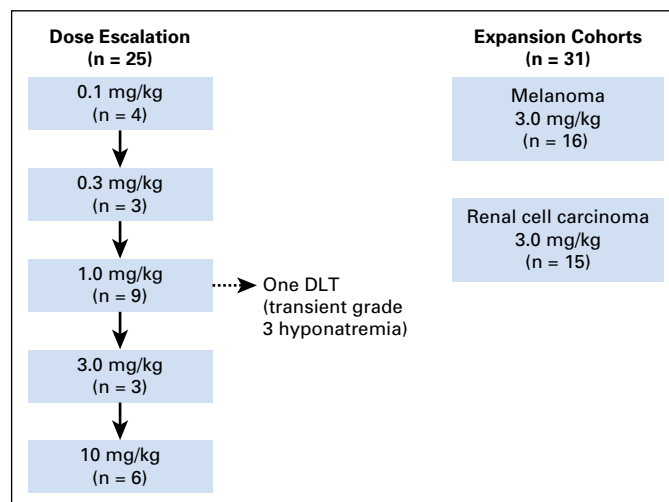 Dose Escalation
(n = 25)
0.1 mg/kg
(n = 4)
0.3 mg/kg
(n = 3)
1.0 mg/kg
(n = 9)
One DLT
(transient grade
3 hyponatremia)
3.0 mg/kg
(n = 3)
10 mg/kg
(n = 6)
Expansion Cohorts
(n = 31)
Melanoma
3.0 mg/kg
(n = 16)
Renal cell carcinoma
3.0 mg/kg
(n = 15)